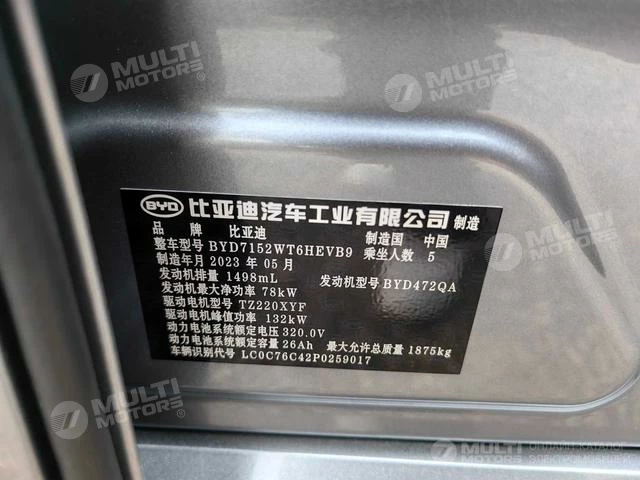 MULTI MOTORS®
MULTI MOTORS®
MULTI MOTORS®
BYD 比亚迪汽车工业有限公司 制造
品 牌 比亚迪 制造国 中国
整车型号 BYD7152WT6HEVB9 乘坐人数 5
制造年月 2023 年 05 月
发动机排量 1498mL 发动机型号 BYD472QA
发动机最大净功率 78kW
驱动电机型号 TZ220XYF
驱动电机峰值功率 132kW
动力电池系统额定电压 320.0V
动力电池系统额定容量 26Ah 最大允许总质量 1875kg
车辆识别代号 LC0C76C42P0259017
MULTI MOTORS®
MULTI MOTORS